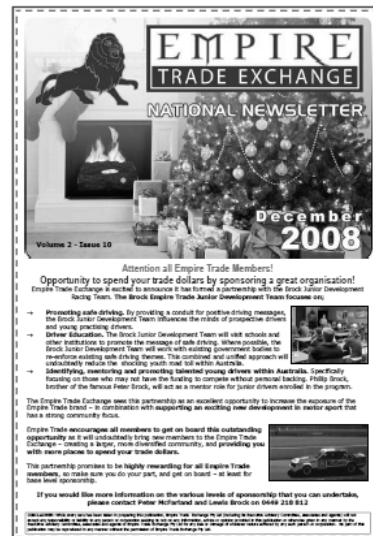 EMPIRE
TRADE EXCHANGE
NATIONAL NEWSLETTER
December
2008
Volume 2 - Issue 10
Attention all Empire Trade Members!
Opportunity to spend your trade dollars by sponsoring a great organisation!
Empire Trade Exchange is excited to announce it has formed a partnership with the Brock Junior Development
Racing Team. The Brock Empire Trade Junior Development Team focuses on;
→ Promoting safe driving. By providing a conduit for positive driving messages,
the Brock Junior Development Team influences the minds of prospective drivers
and young practising drivers.
→ Driver Education. The Brock Junior Development Team will visit schools and
other institutions to promote the message of safe driving. Where possible, the
Brock Junior Development Team will work with existing government bodies to
re-enforce existing safe driving themes. This combined and unified approach will
undoubtedly reduce the shocking youth road toll within Australia.
→ Identifying, mentoring and promoting talented young drivers within Australia. Specifically
focusing on those who may not have the funding to compete without personal backing. Phillip Brock,
brother of the famous Peter Brock, will act as a mentor role for junior drivers enrolled in the program.
The Empire Trade Exchange sees this partnership as an excellent opportunity to increase the exposure of the
Empire Trade brand – in combination with supporting an exciting new development in motor sport that
has a strong community focus.
Empire Trade encourages all members to get on board this outstanding
opportunity as it will undoubtedly bring new members to the Empire Trade
Exchange – creating a larger, more diversified community, and providing you
with more places to spend your trade dollars.
This partnership promises to be highly rewarding for all Empire Trade
members, so make sure you do your part, and get on board – at least for
base level sponsorship.
If you would like more information on the various levels of sponsorship that you can undertake,
please contact Peter McFarland and Lewis Brock on 0448 218 812